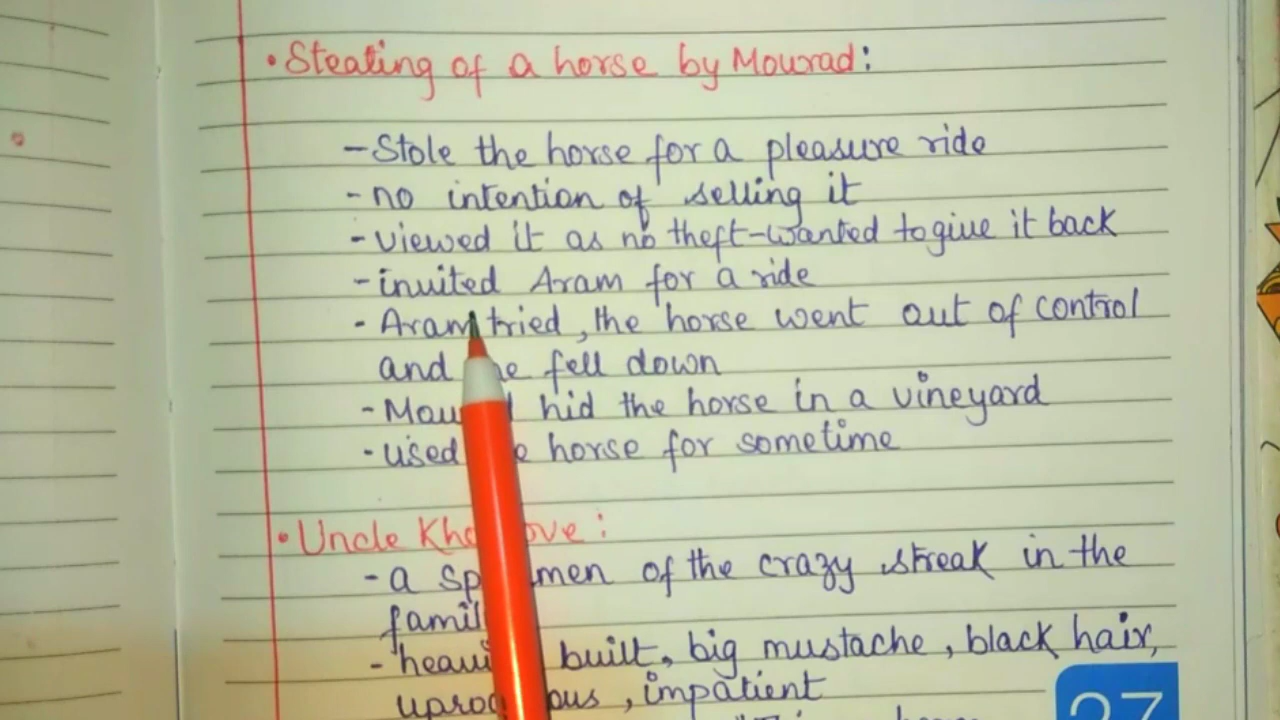 • Stealing of a horse by Mourad:
- Stole the horse for a pleasure ride
- no intention of selling it
- viewed it as no theft - wanted to give it back
- invited Aram for a ride
- Aram tried, the horse went out of control
and fell down
- hid the horse in a vineyard
- used horse for sometime
• Uncle :
- a of the crazy streak in the
- built, big mustache, black hair,
, impatient
27